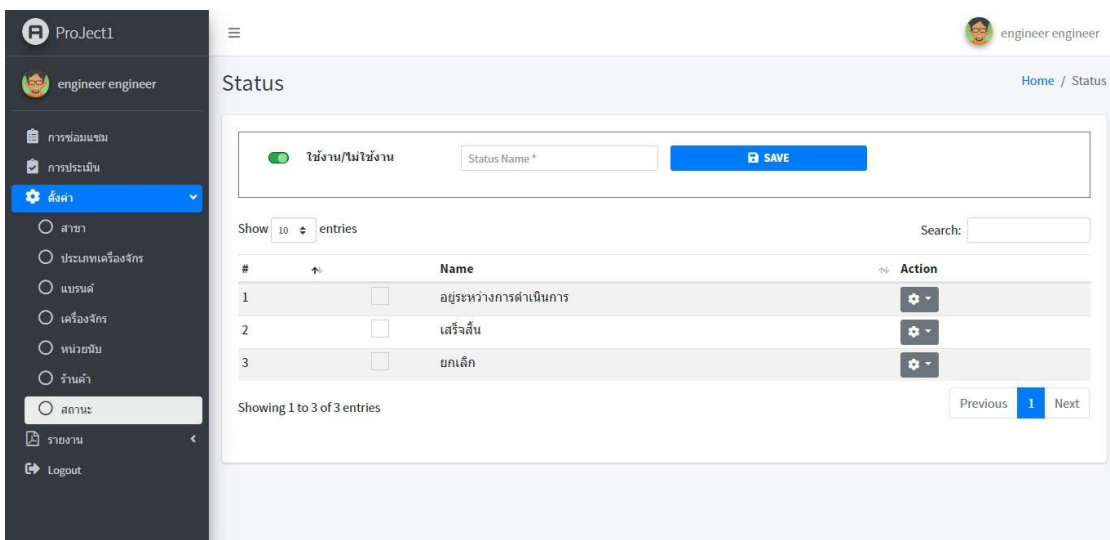 ProJect1
engineer engineer
engineer engineer
Status
Home / Status
การซ่อมแซม
การประเมิน
ตั้งค่า
สาขา
ประเภทเครื่องจักร
แบรนด์
เครื่องจักร
หน่วยนับ
ร้านค้า
สถานะ
รายงาน
Logout
ใช้งาน/ไม่ใช้งาน
Status Name *
SAVE
Show 10 entries
Search:
# Name Action
1 อยู่ระหว่างการดำเนินการ
2 เสร็จสิ้น
3 ยกเลิก
Showing 1 to 3 of 3 entries
Previous 1 Next